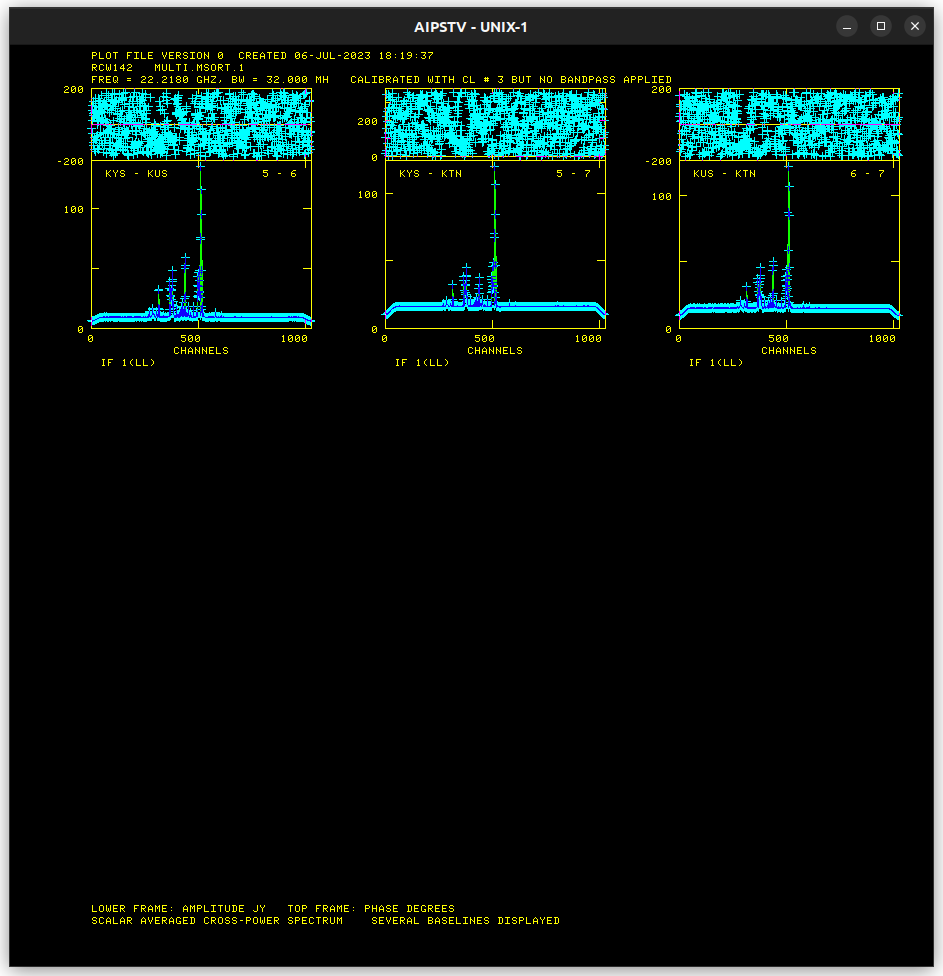 AIPSTV - UNIX-1
PLOT FILE VERSION 0 CREATED 06-JUL-2023 18:19:37
RCW142 MULTI.MSORT.1
FREQ = 22.2180 GHZ, BW = 32.000 MH CALIBRATED WITH CL # 3 BUT NO BANDPASS APPLIED
200 200
200
0
-200 -200
KYS - KUS 5 - 6 KYS - KTN 5 - 7 KUS - KTN 6 - 7
100 100 100
0 0 0
0 500 1000 0 500 1000 0 500 1000
CHANNELS CHANNELS CHANNELS
IF 1(LL) IF 1(LL) IF 1(LL)
LOWER FRAME: AMPLITUDE JY TOP FRAME: PHASE DEGREES
SCALAR AVERAGED CROSS-POWER SPECTRUM SEVERAL BASELINES DISPLAYED